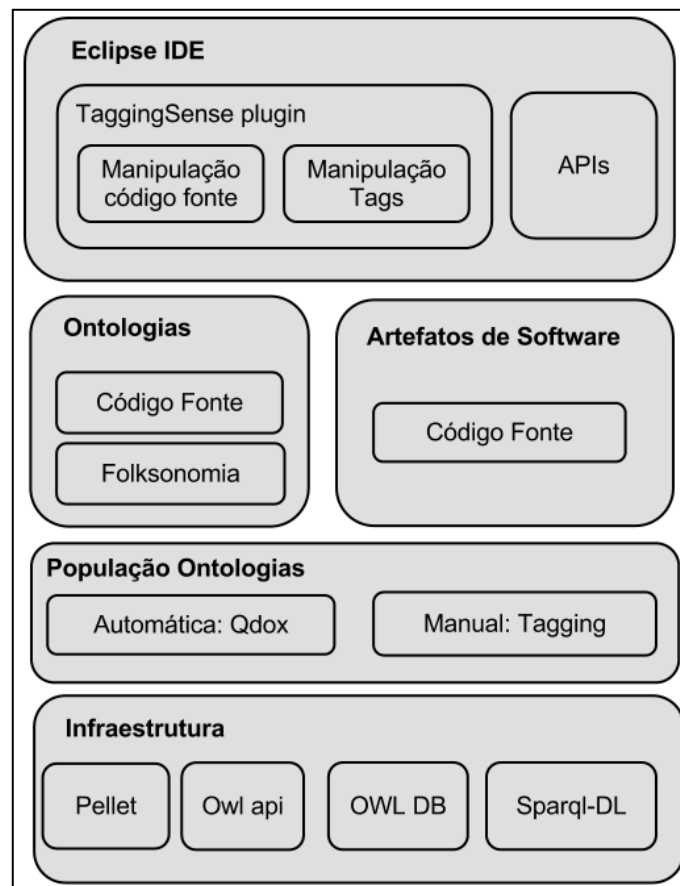 Eclipse IDE
TaggingSense plugin
Manipulação
código fonte
Manipulação
Tags
APIs
Ontologias
Código Fonte
Folksonomia
Artefatos de Software
Código Fonte
População Ontologias
Automática: Qdox
Manual: Tagging
Infraestrutura
Pellet
Owl api
OWL DB
Sparql-DL